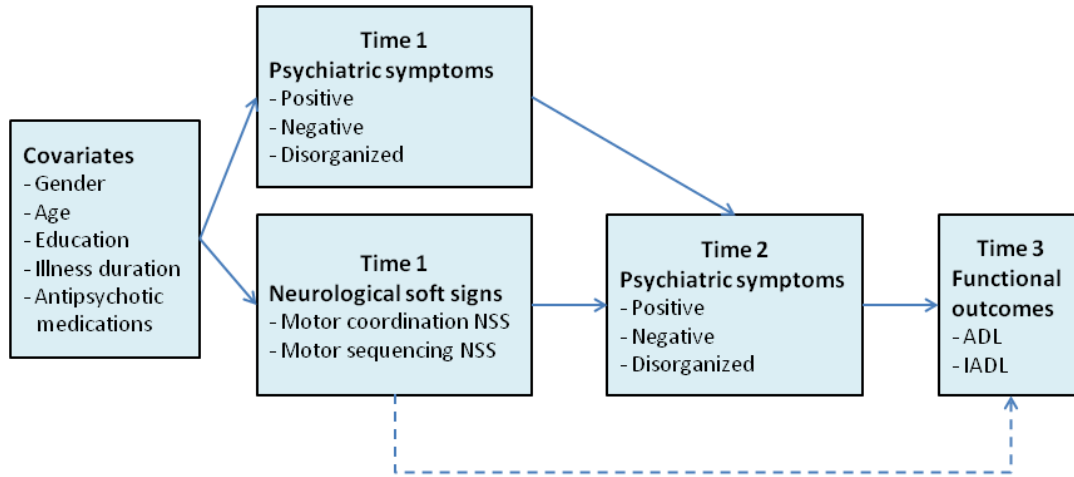 Covariates
- Gender
- Age
- Education
- Illness duration
- Antipsychotic
medications
Time 1
Psychiatric symptoms
- Positive
- Negative
- Disorganized
Time 1
Neurological soft signs
- Motor coordination NSS
- Motor sequencing NSS
Time 2
Psychiatric symptoms
- Positive
- Negative
- Disorganized
Time 3
Functional
outcomes
- ADL
- IADL